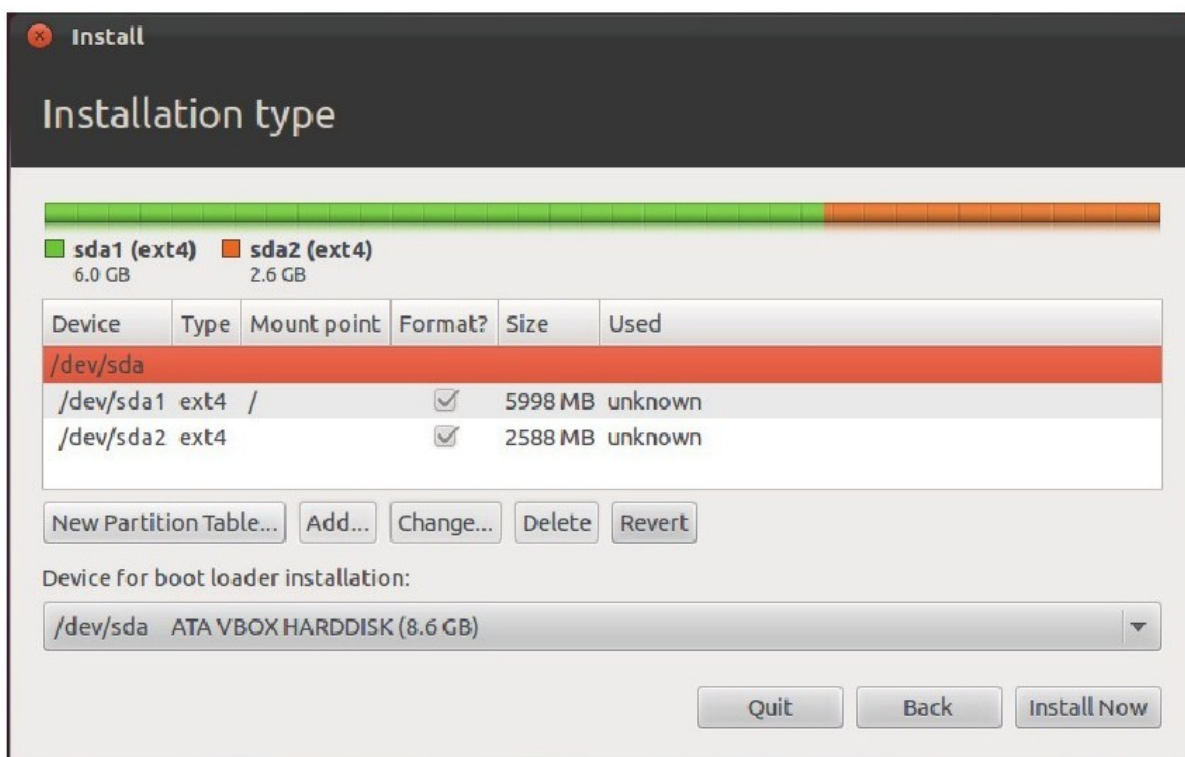 Install
Installation type
sda1 (ext4) sda2 (ext4)
6.0 GB 2.6 GB
Device Type Mount point Format? Size Used
/dev/sda
/dev/sda1 ext4 / 5998 MB unknown
/dev/sda2 ext4 2588 MB unknown
New Partition Table... Add... Change... Delete Revert
Device for boot loader installation:
/dev/sda ATA VBOX HARDDISK (8.6 GB)
Quit Back Install Now